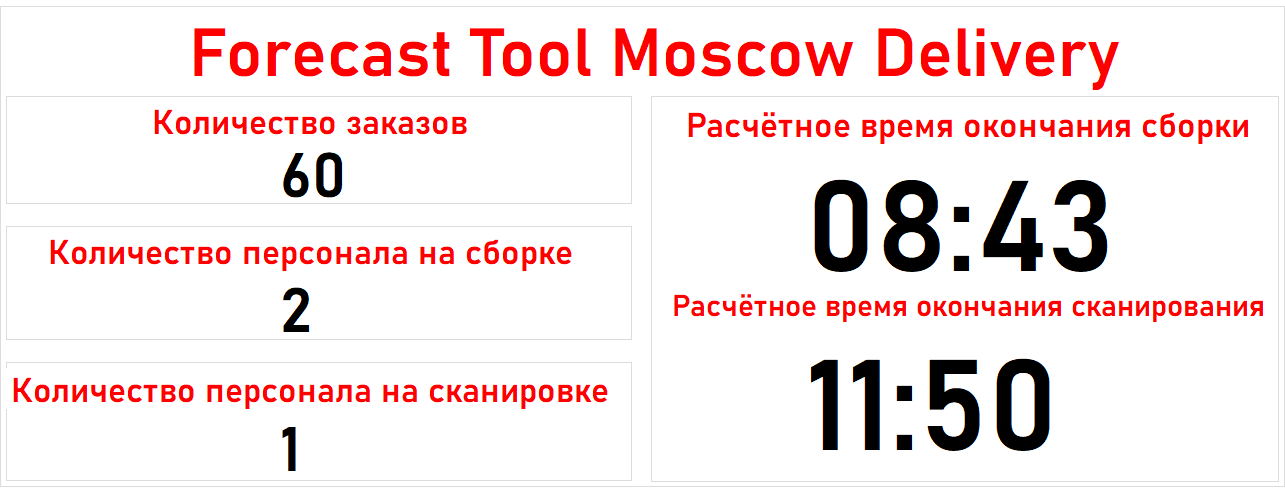 Forecast Tool Moscow Delivery
Количество заказов
60
Количество персонала на сборке
2
Количество персонала на сканировке
1
Расчётное время окончания сборки
08:43
Расчётное время окончания сканирования
11:50